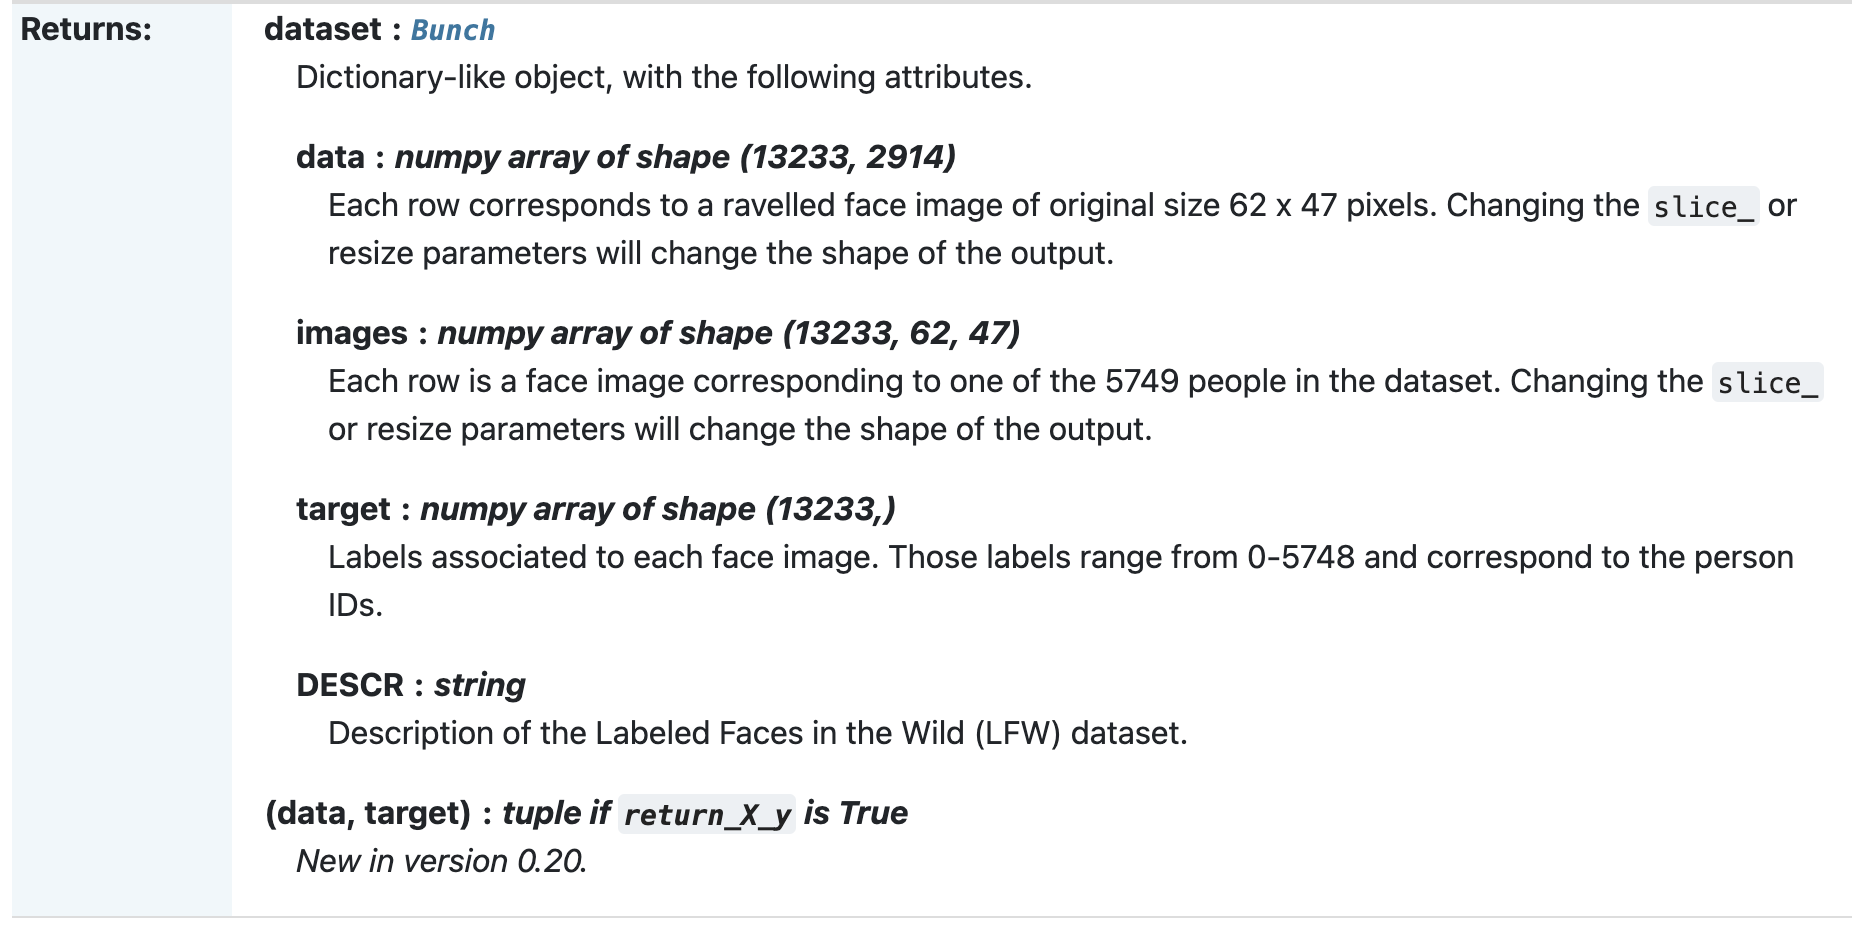 Returns:
dataset : Bunch
Dictionary-like object, with the following attributes.
data : numpy array of shape (13233, 2914)
Each row corresponds to a ravelled face image of original size 62 x 47 pixels. Changing the slice_ or
resize parameters will change the shape of the output.
images : numpy array of shape (13233, 62, 47)
Each row is a face image corresponding to one of the 5749 people in the dataset. Changing the slice_
or resize parameters will change the shape of the output.
target : numpy array of shape (13233,)
Labels associated to each face image. Those labels range from 0-5748 and correspond to the person
IDs.
DESCR : string
Description of the Labeled Faces in the Wild (LFW) dataset.
(data, target) : tuple if return_X_y is True
New in version 0.20.